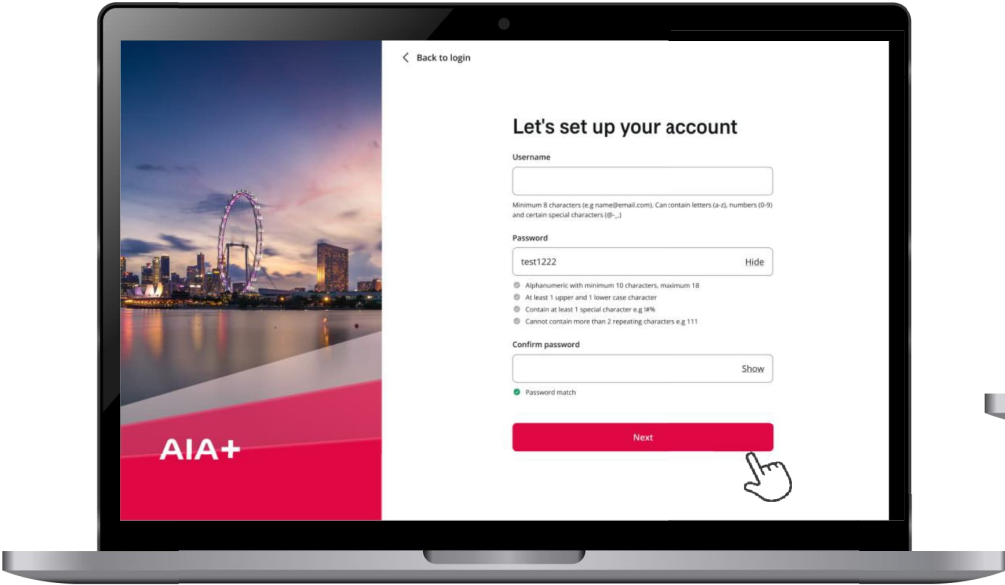 Back to login
Let's set up your account
Username
Minimum 8 characters (e.g name@email.com), Can contain letters (a-z), numbers (0-9)
and certain special characters (@-_.)
Password
test1222
Hide
Alphanumeric with minimum 10 characters, maximum 18
At least 1 upper and 1 lower case character
Contain at least 1 special character e.g !#%
Cannot contain more than 2 repeating characters e.g 111
Confirm password
Show
Password match
Next
AIA+